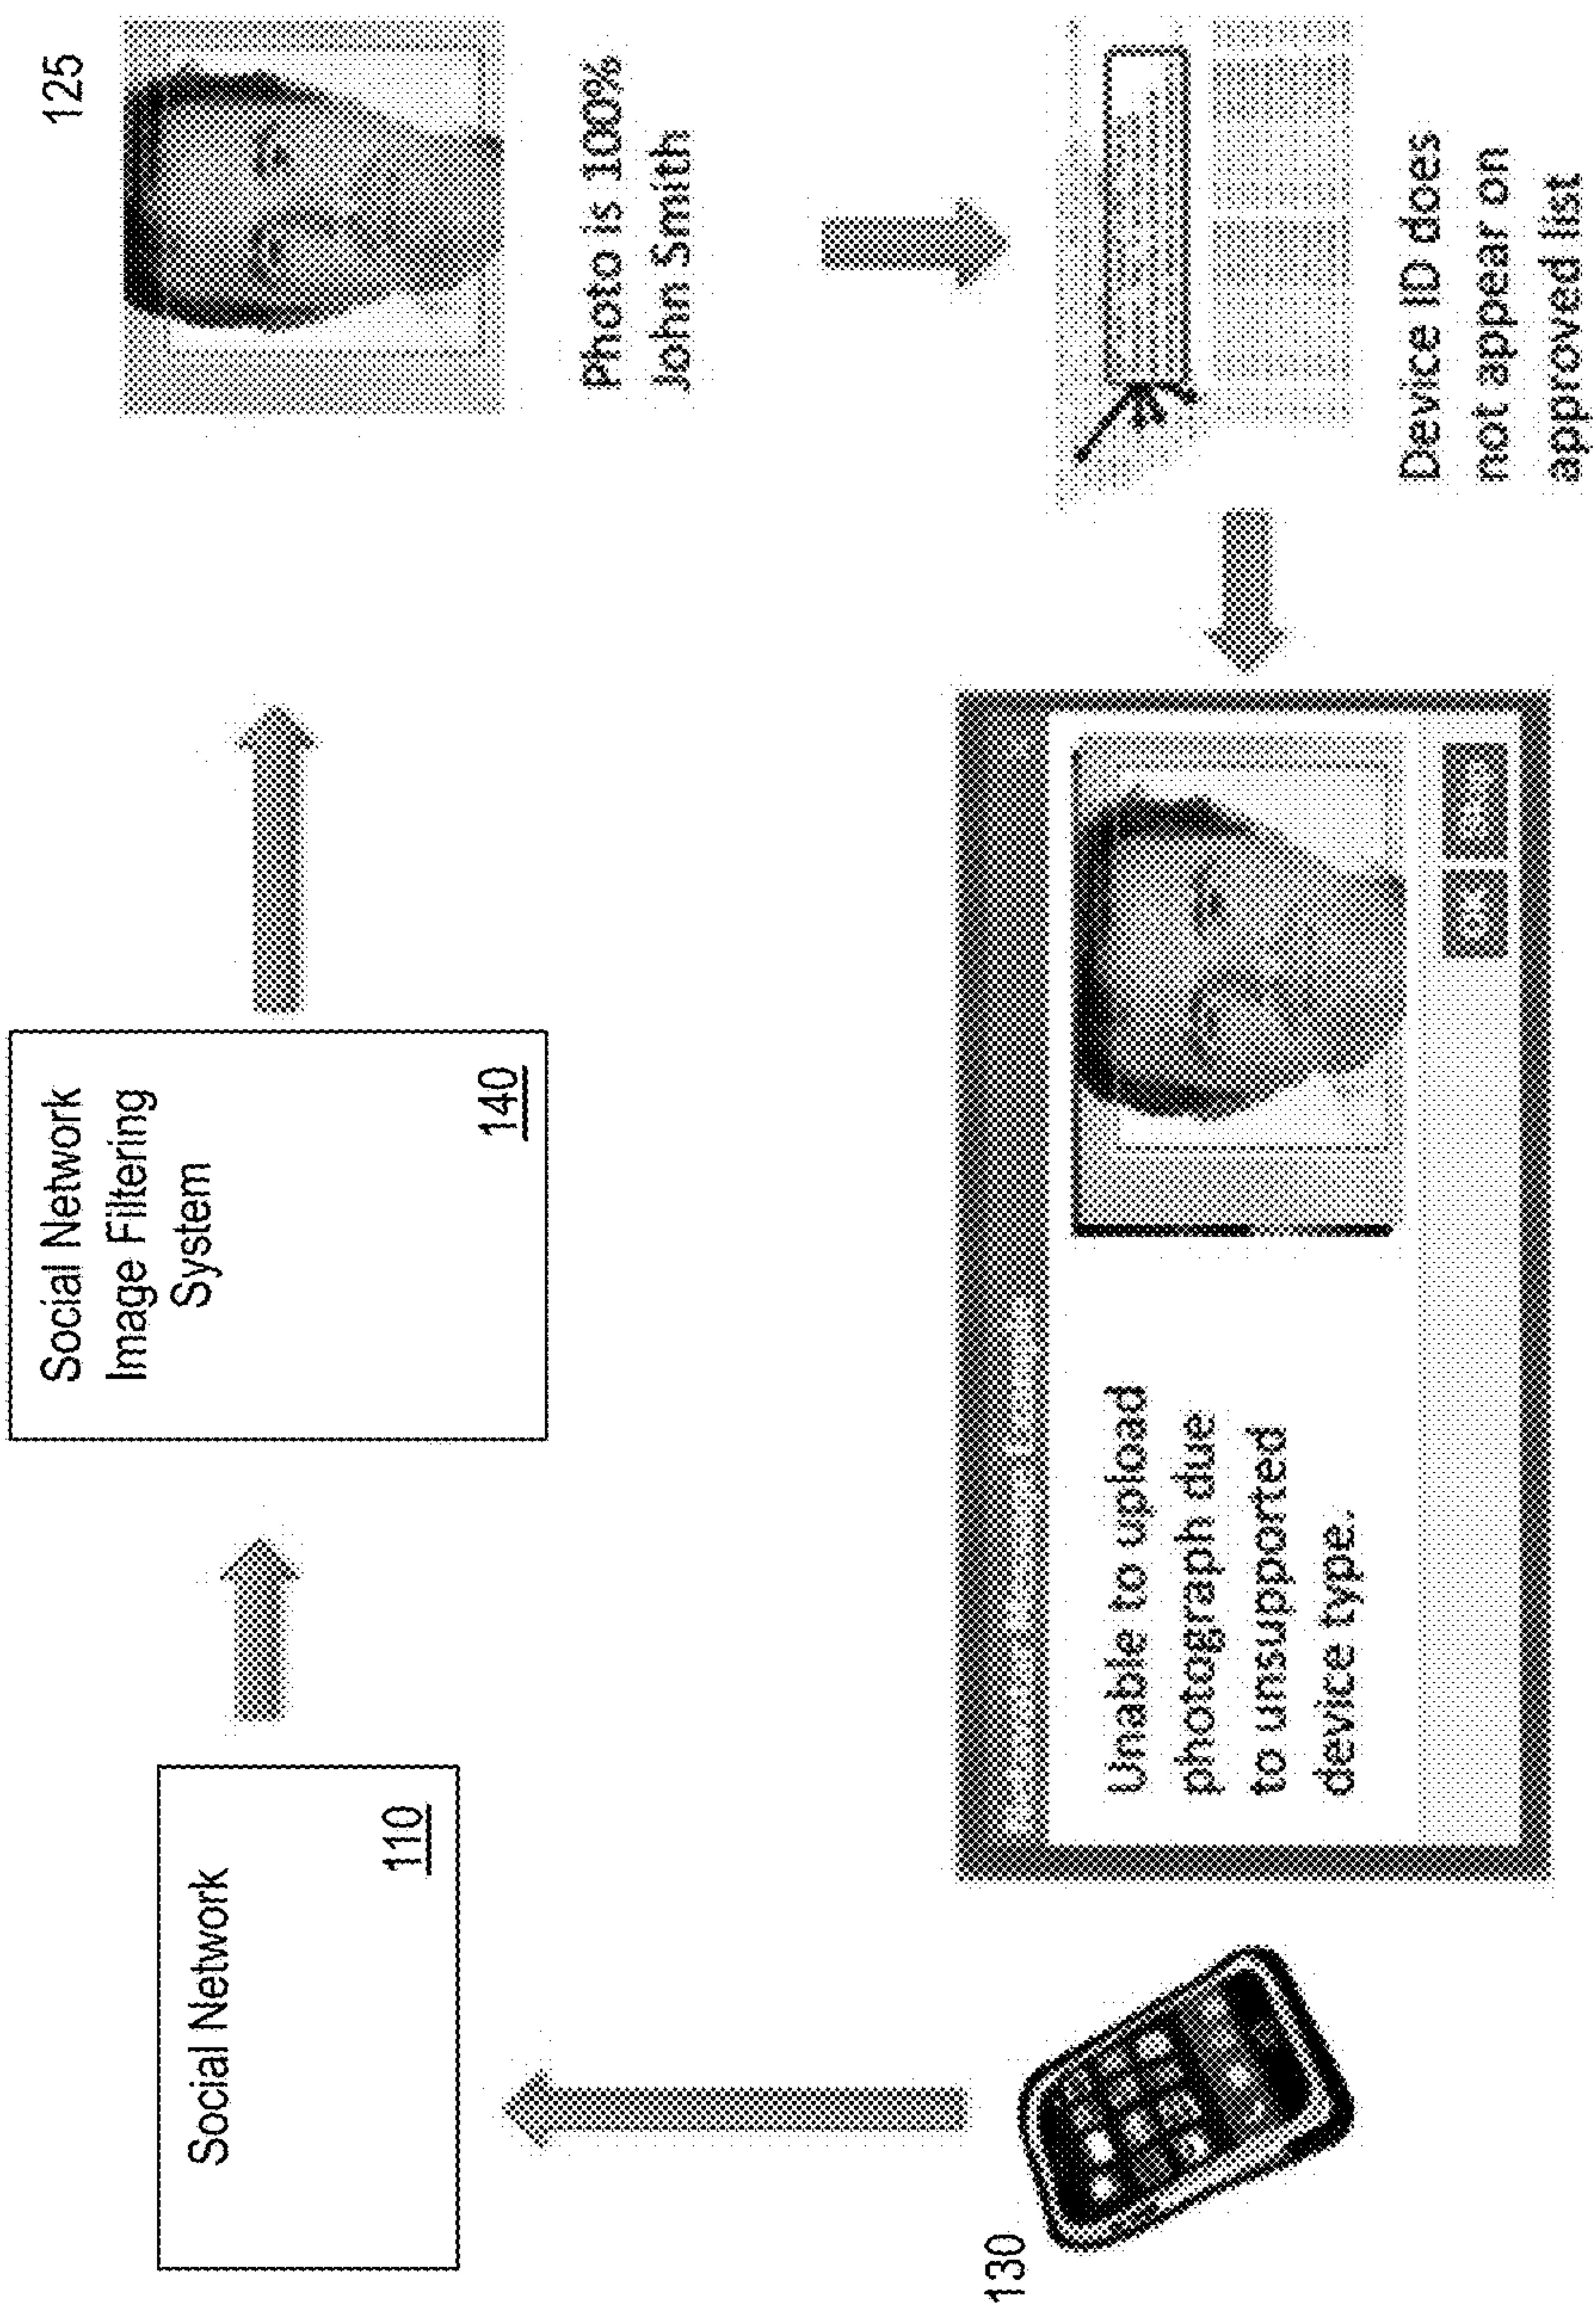 Social Network
110
Social Network
Image Filtering
System
140
125
Photo is 100%
John Smith
130
Unable to upload
photograph due
to unsupported
device type.
Device ID does
not appear on
approved list